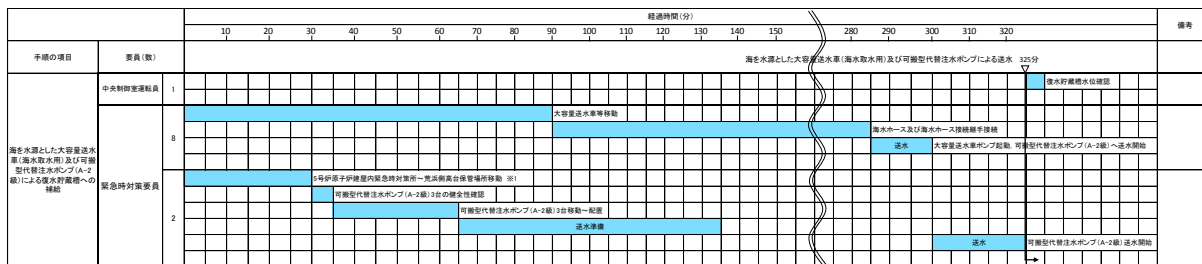 経過時間(分)
備考
10 20 30 40 50 60 70 80 90 100 110 120 130 140 150 160 280 290 300 310 320
手順の項目
要員(数)
海を水源とした大容量送水車(海水取水用)及び可搬型代替注水ポンプによる送水 325分
▽
海を水源とした大容量送水
車(海水取水用)及び可搬
型代替注水ポンプ(A-2
級)による復水貯蔵槽への
補給
中央制御室運転員
1
復水貯蔵槽水位確認
緊急時対策要員
8
大容量送水車等移動
海水ホース及び海水ホース接続継手接続
送水
大容量送水車ポンプ起動、可搬型代替注水ポンプ(A-2級)へ送水開始
2
5号炉原子炉建屋内緊急時対策所~荒浜側高台保管場所移動 ※1
可搬型代替注水ポンプ(A-2級)3台の健全性確認
可搬型代替注水ポンプ(A-2級)3台移動~配置
送水準備
送水
可搬型代替注水ポンプ(A-2級)送水開始